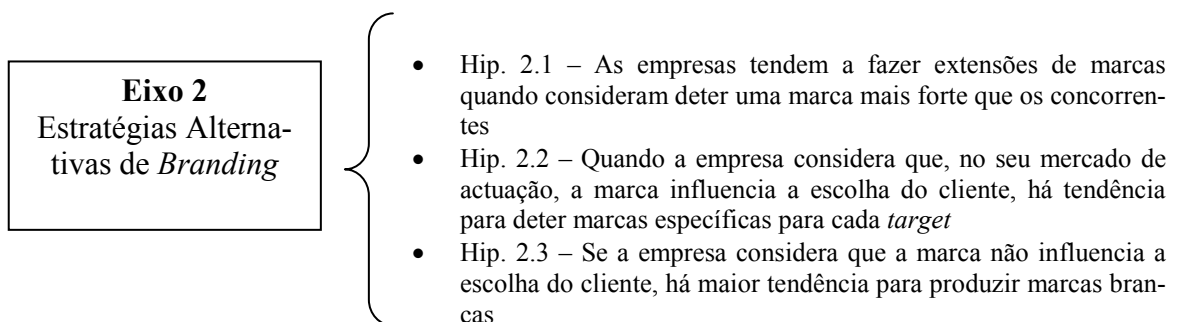 Eixo 2
Estratégias Alterna-
tivas de Branding
• Hip. 2.1 – As empresas tendem a fazer extensões de marcas
quando consideram deter uma marca mais forte que os concorren-
tes
• Hip. 2.2 – Quando a empresa considera que, no seu mercado de
actuação, a marca influencia a escolha do cliente, há tendência
para deter marcas específicas para cada target
• Hip. 2.3 – Se a empresa considera que a marca não influencia a
escolha do cliente, há maior tendência para produzir marcas bran-
cas